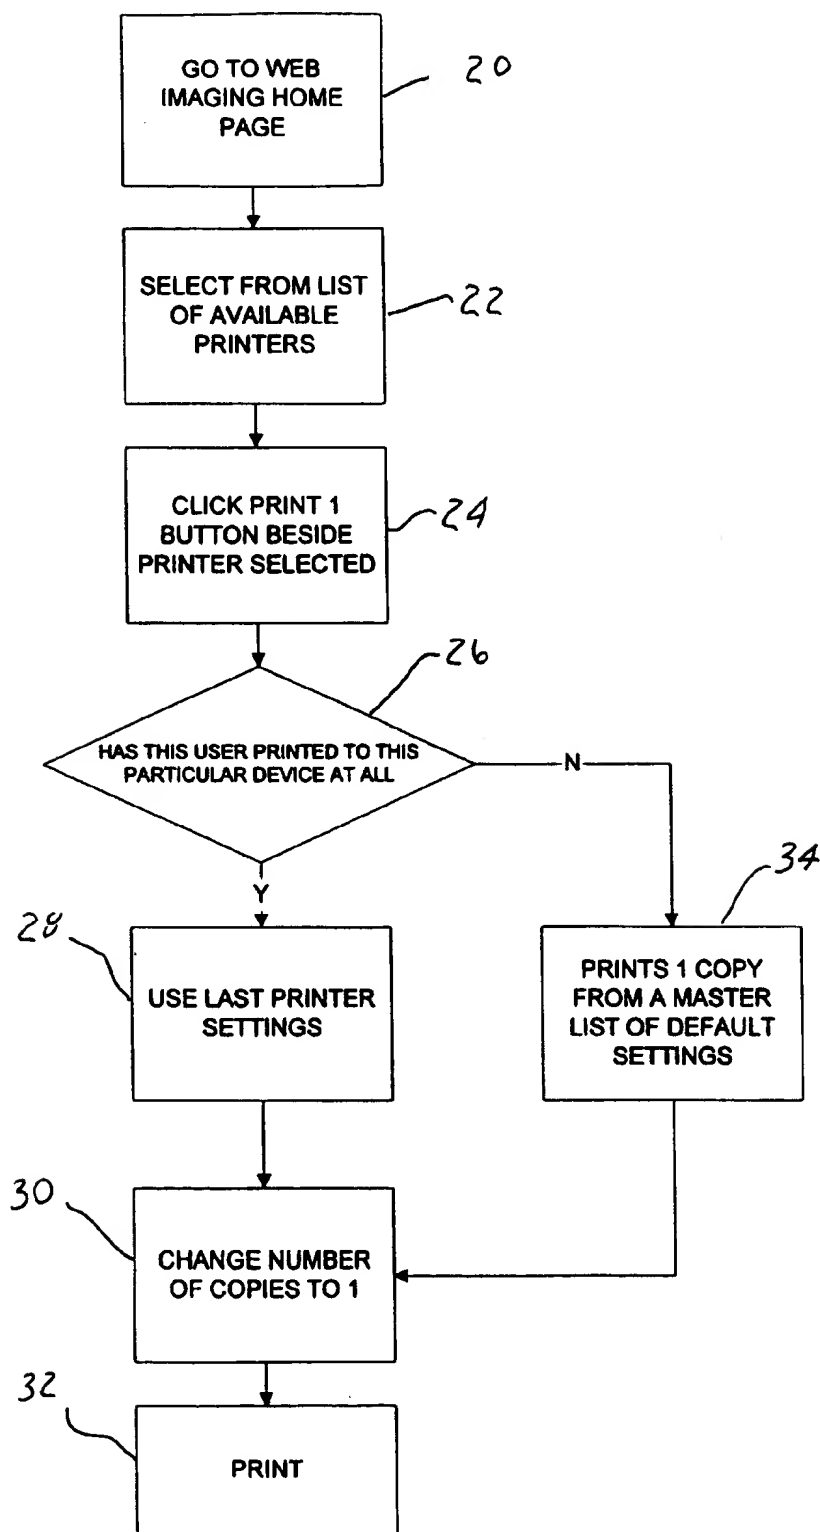 GO TO WEB
IMAGING HOME
PAGE
20
SELECT FROM LIST
OF AVAILABLE
PRINTERS
22
CLICK PRINT 1
BUTTON BESIDE
PRINTER SELECTED
24
26
HAS THIS USER PRINTED TO THIS
PARTICULAR DEVICE AT ALL
N
Y
28
USE LAST PRINTER
SETTINGS
34
PRINTS 1 COPY
FROM A MASTER
LIST OF DEFAULT
SETTINGS
30
CHANGE NUMBER
OF COPIES TO 1
32
PRINT